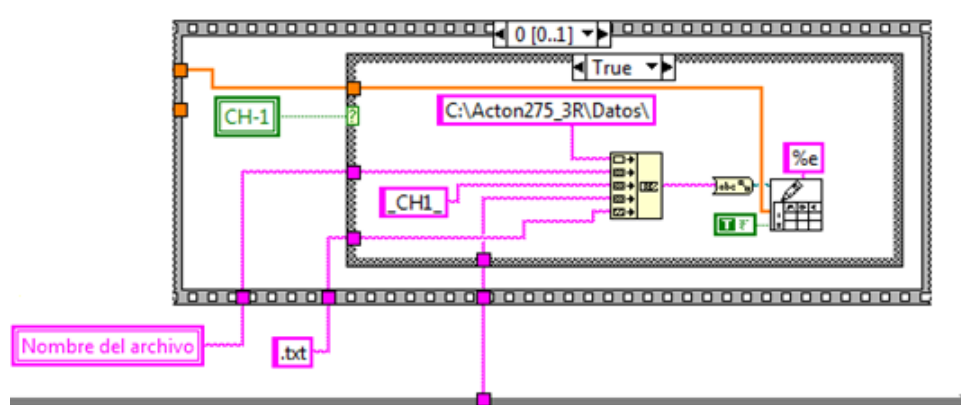 0 [0..1]
True
CH-1
C:\Acton275_3R\Datos\
%e
_CH1_
T F
Nombre del archivo
.txt